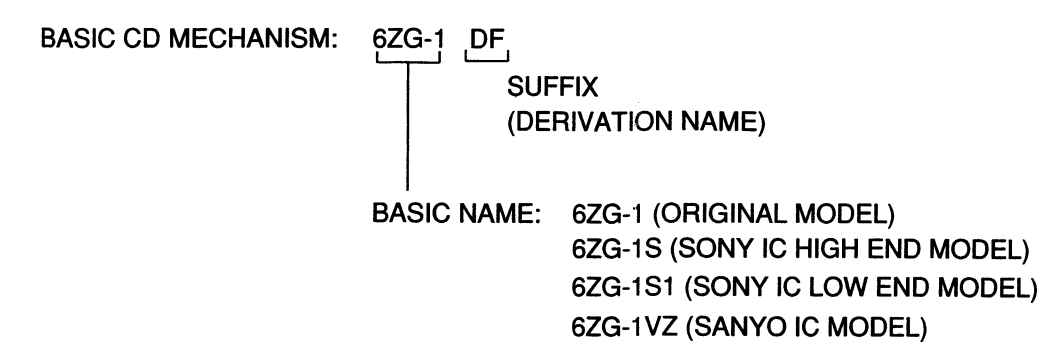 BASIC CD MECHANISM: 6ZG-1 DF
SUFFIX
(DERIVATION NAME)
BASIC NAME: 6ZG-1 (ORIGINAL MODEL)
6ZG-1S (SONY IC HIGH END MODEL)
6ZG-1S1 (SONY IC LOW END MODEL)
6ZG-1VZ (SANYO IC MODEL)